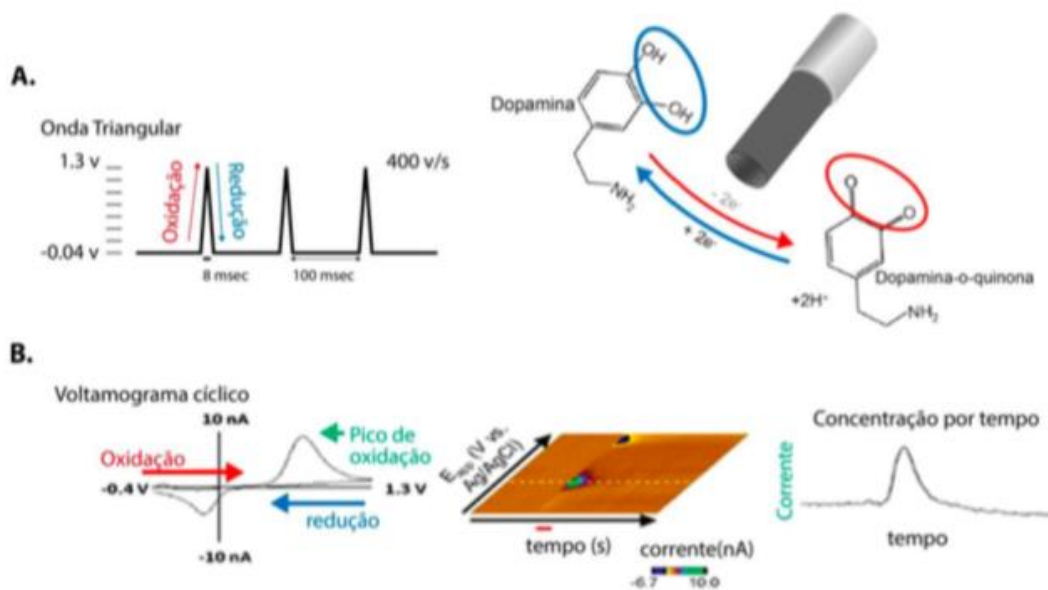 A.
Onda Triangular
1.3 v
400 v/s
Oxidação
Redução
-0.04 v
8 msec
100 msec
Dopamina
OH
OH
NH₂
- 2e⁻
+ 2e⁻
O
O
Dopamina-o-quinona
+2H⁺
NH₂
B.
Voltamograma cíclico
10 nA
Pico de
oxidação
Oxidação
-0.4 V
1.3 V
redução
-10 nA
(V vs.
Ag/AgCl)
tempo (s)
corrente(nA)
-6.7
10.0
Concentração por tempo
Corrente
tempo